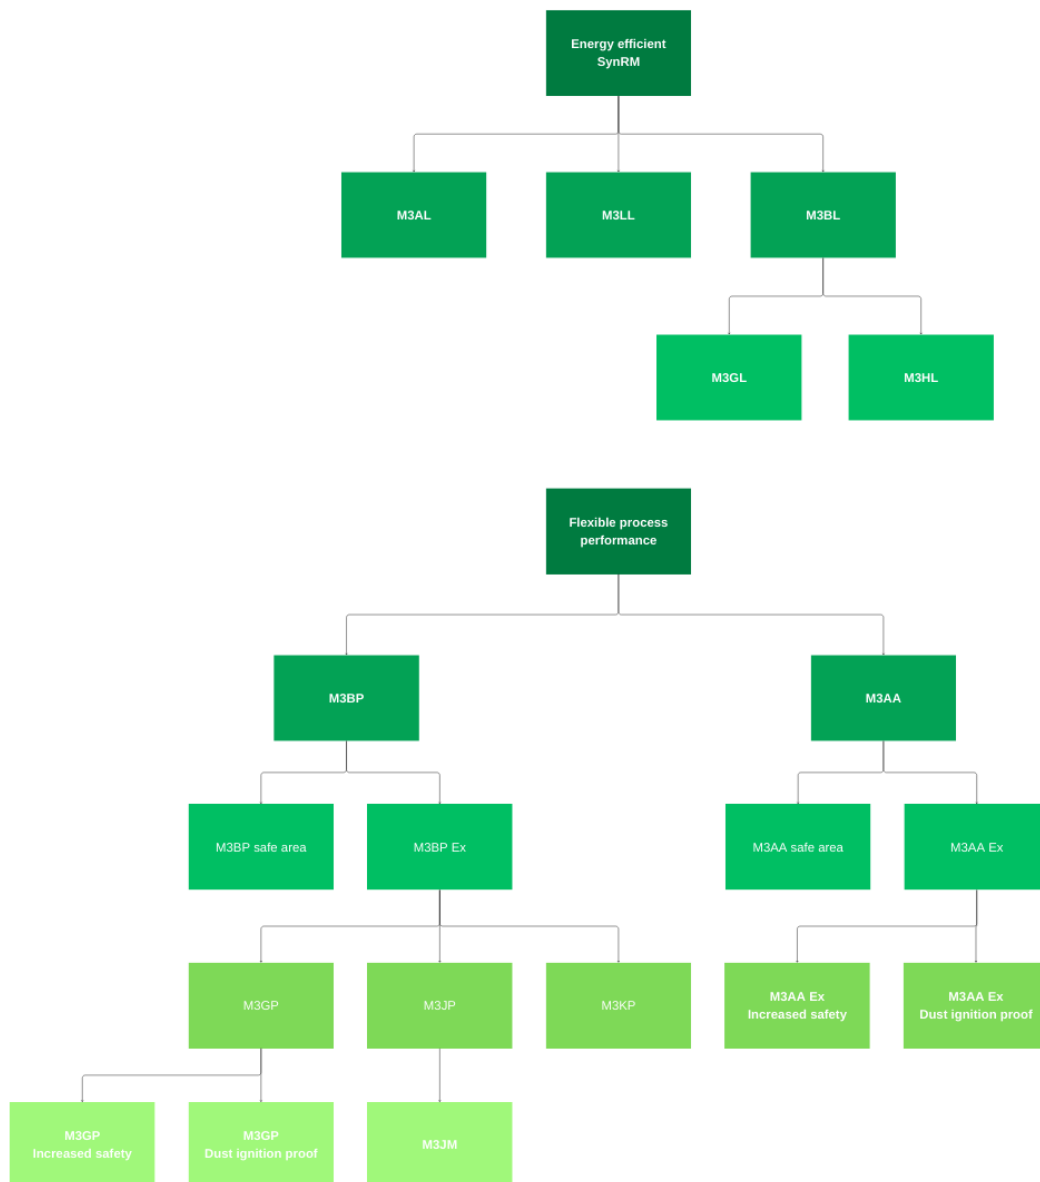 Energy efficient
SynRM
M3AL
M3LL
M3BL
M3GL
M3HL
Flexible process
performance
M3BP
M3AA
M3BP safe area
M3BP Ex
M3AA safe area
M3AA Ex
M3GP
M3JP
M3KP
M3AA Ex
Increased safety
M3AA Ex
Dust ignition proof
M3GP
Increased safety
M3GP
Dust ignition proof
M3JM